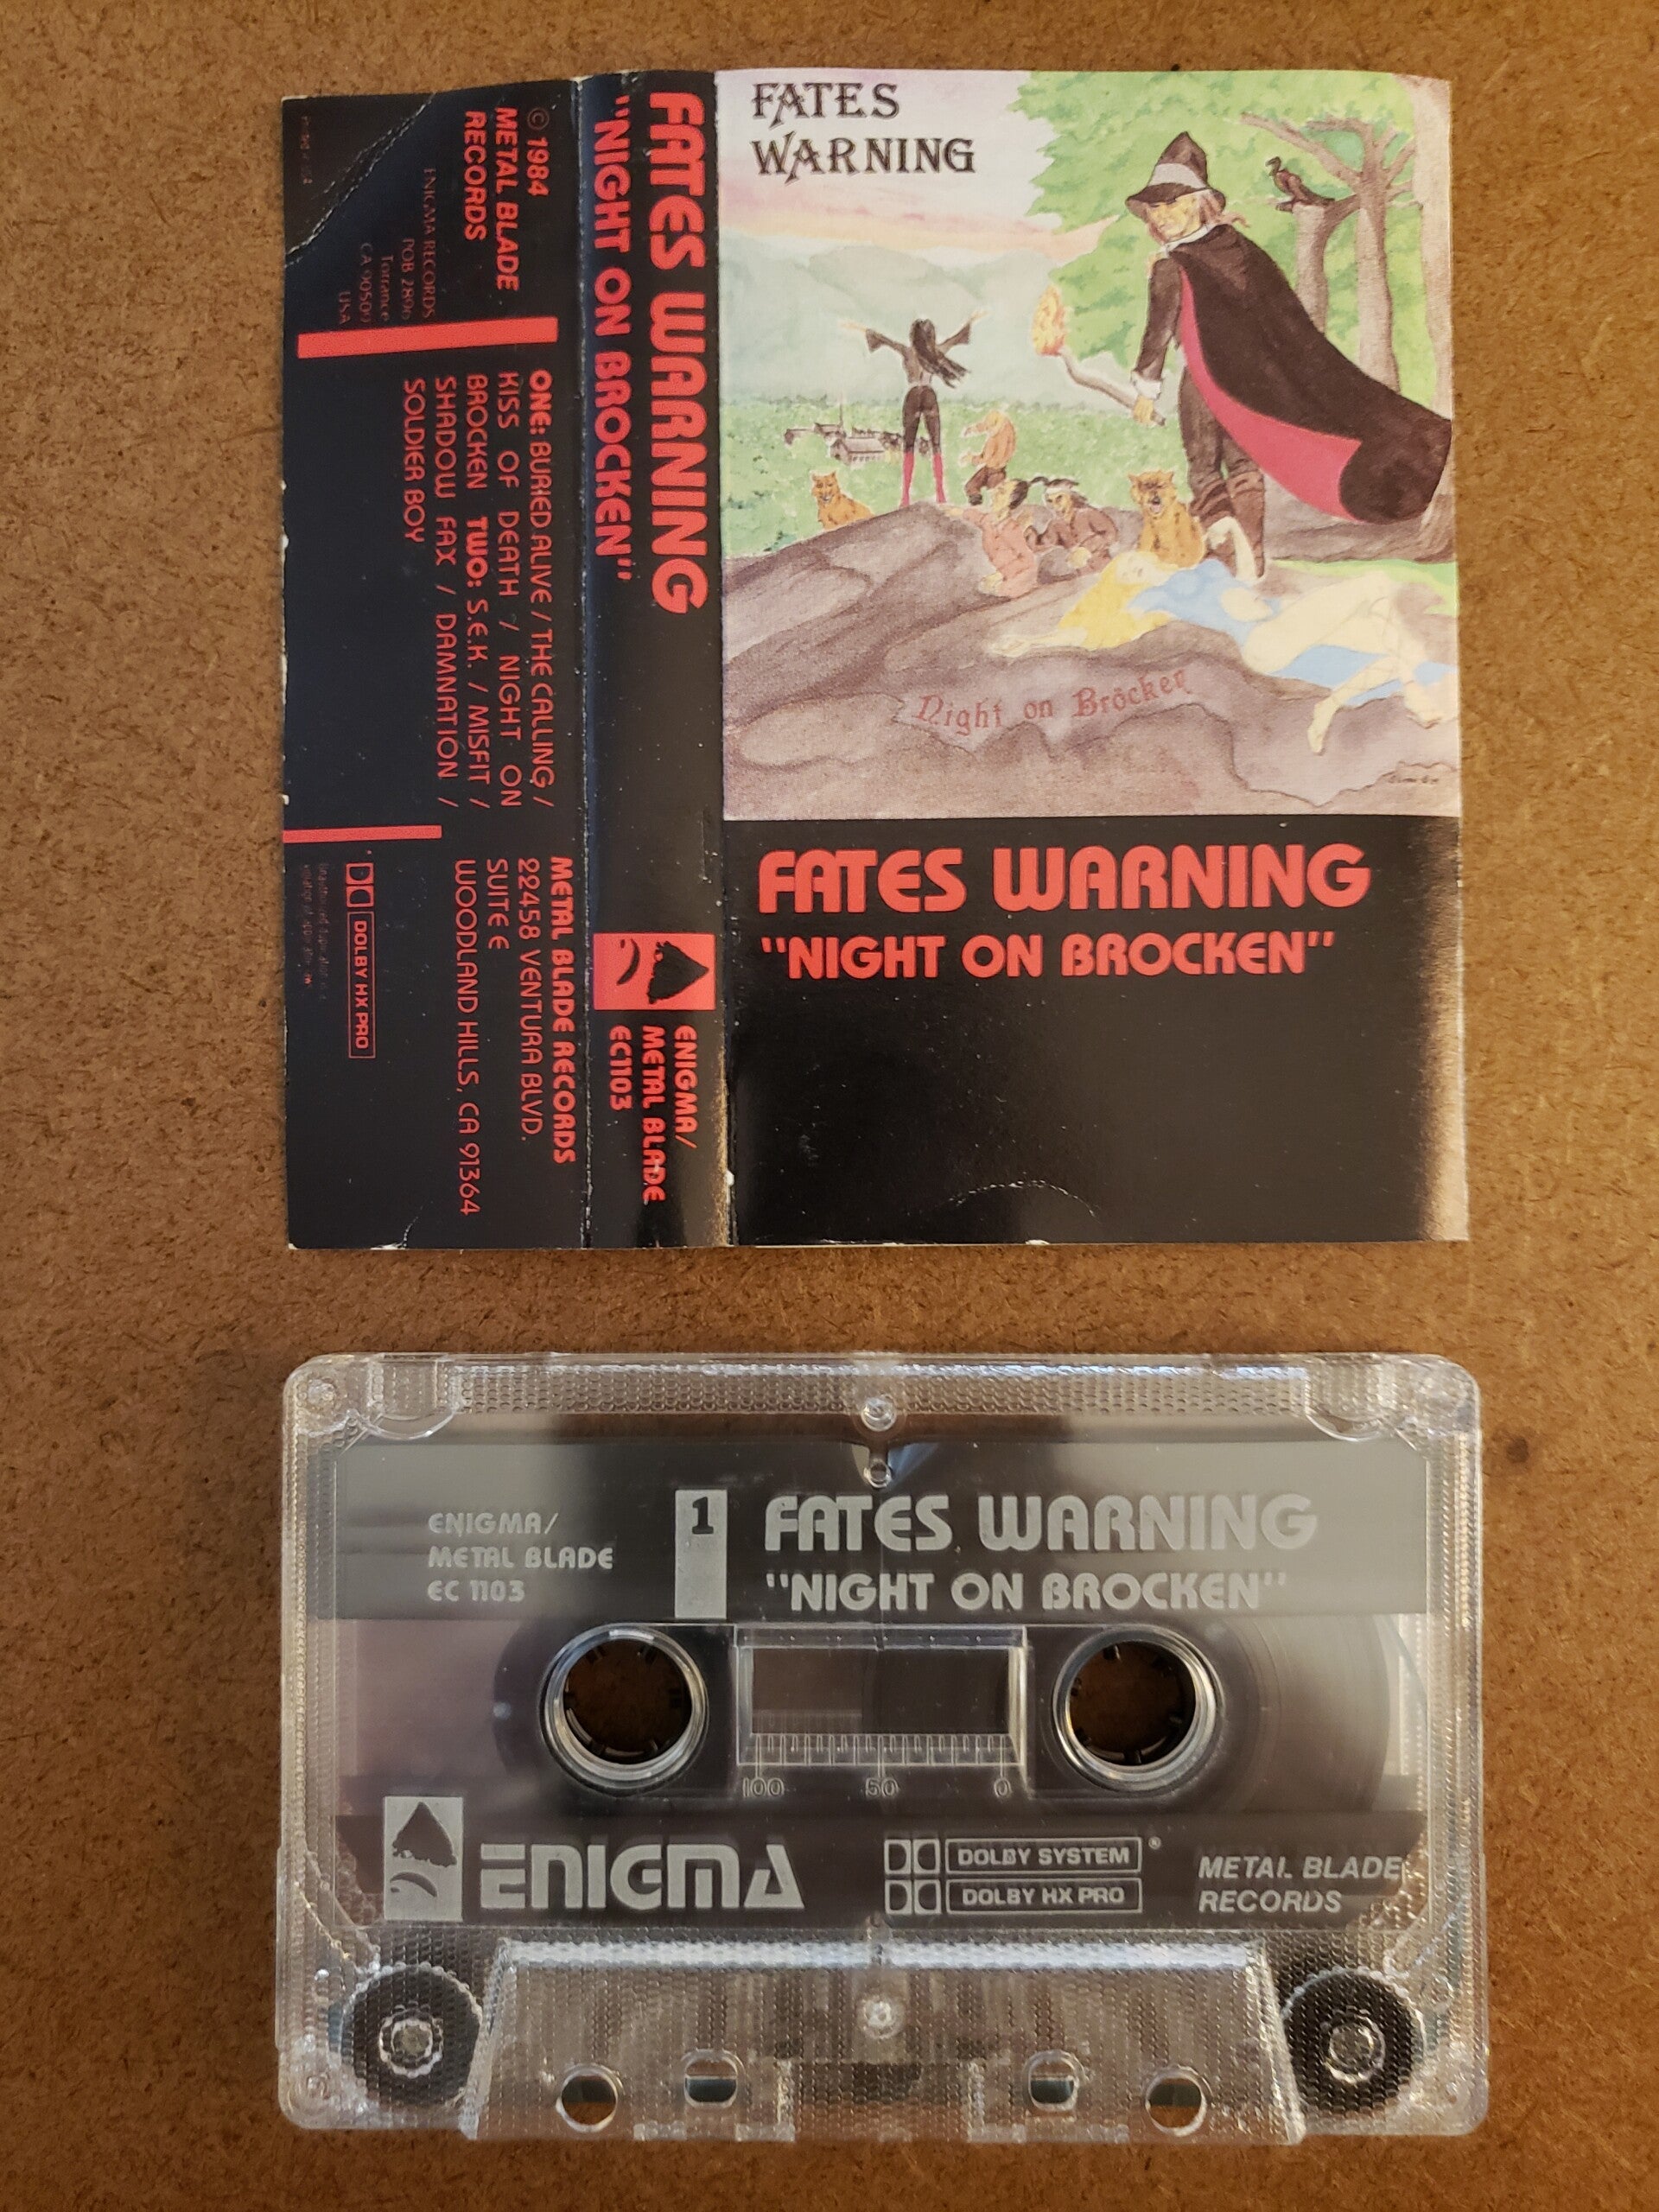 FATES
WARNING
Night on Bröcken
FATES WARNING
"NIGHT ON BROCKEN"
FATES WARNING
"NIGHT ON BROCKEN"
ENIGMA/
METAL BLADE
EC1103
© 1984
METAL BLADE
RECORDS
ENIGMA RECORDS
POB 2896
Torrance
CA 90509
USA
ONE: BURIED ALIVE / THE CALLING /
KISS OF DEATH / NIGHT ON
BROCKEN TWO: S.E.K. / MISFIT /
SHADOW FAX / DAMNATION /
SOLDIER BOY
METAL BLADE RECORDS
22458 VENTURA BLVD.
SUITE E
WOODLAND HILLS, CA 91364
DOLBY HX PRO
ENIGMA/
METAL BLADE
EC 1103
1
FATES WARNING
"NIGHT ON BROCKEN"
100 50 0
ENIGMA
DOLBY SYSTEM ®
DOLBY HX PRO
METAL BLADE
RECORDS